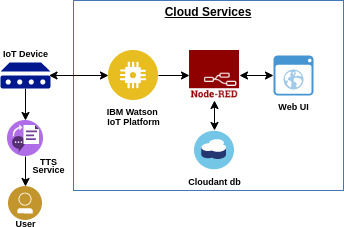 Cloud Services
IoT Device
IBM Watson
IoT Platform
Node-RED
Web UI
TTS
Service
Cloudant db
User